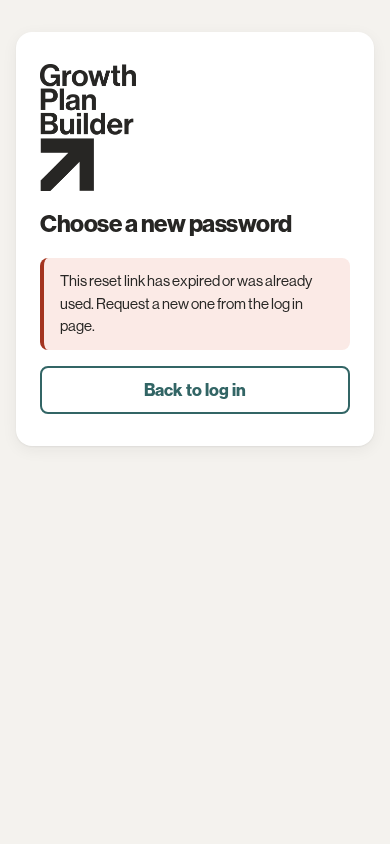 Growth
Plan
Builder
Choose a new password
This reset link has expired or was already
used. Request a new one from the log in
page.
Back to log in